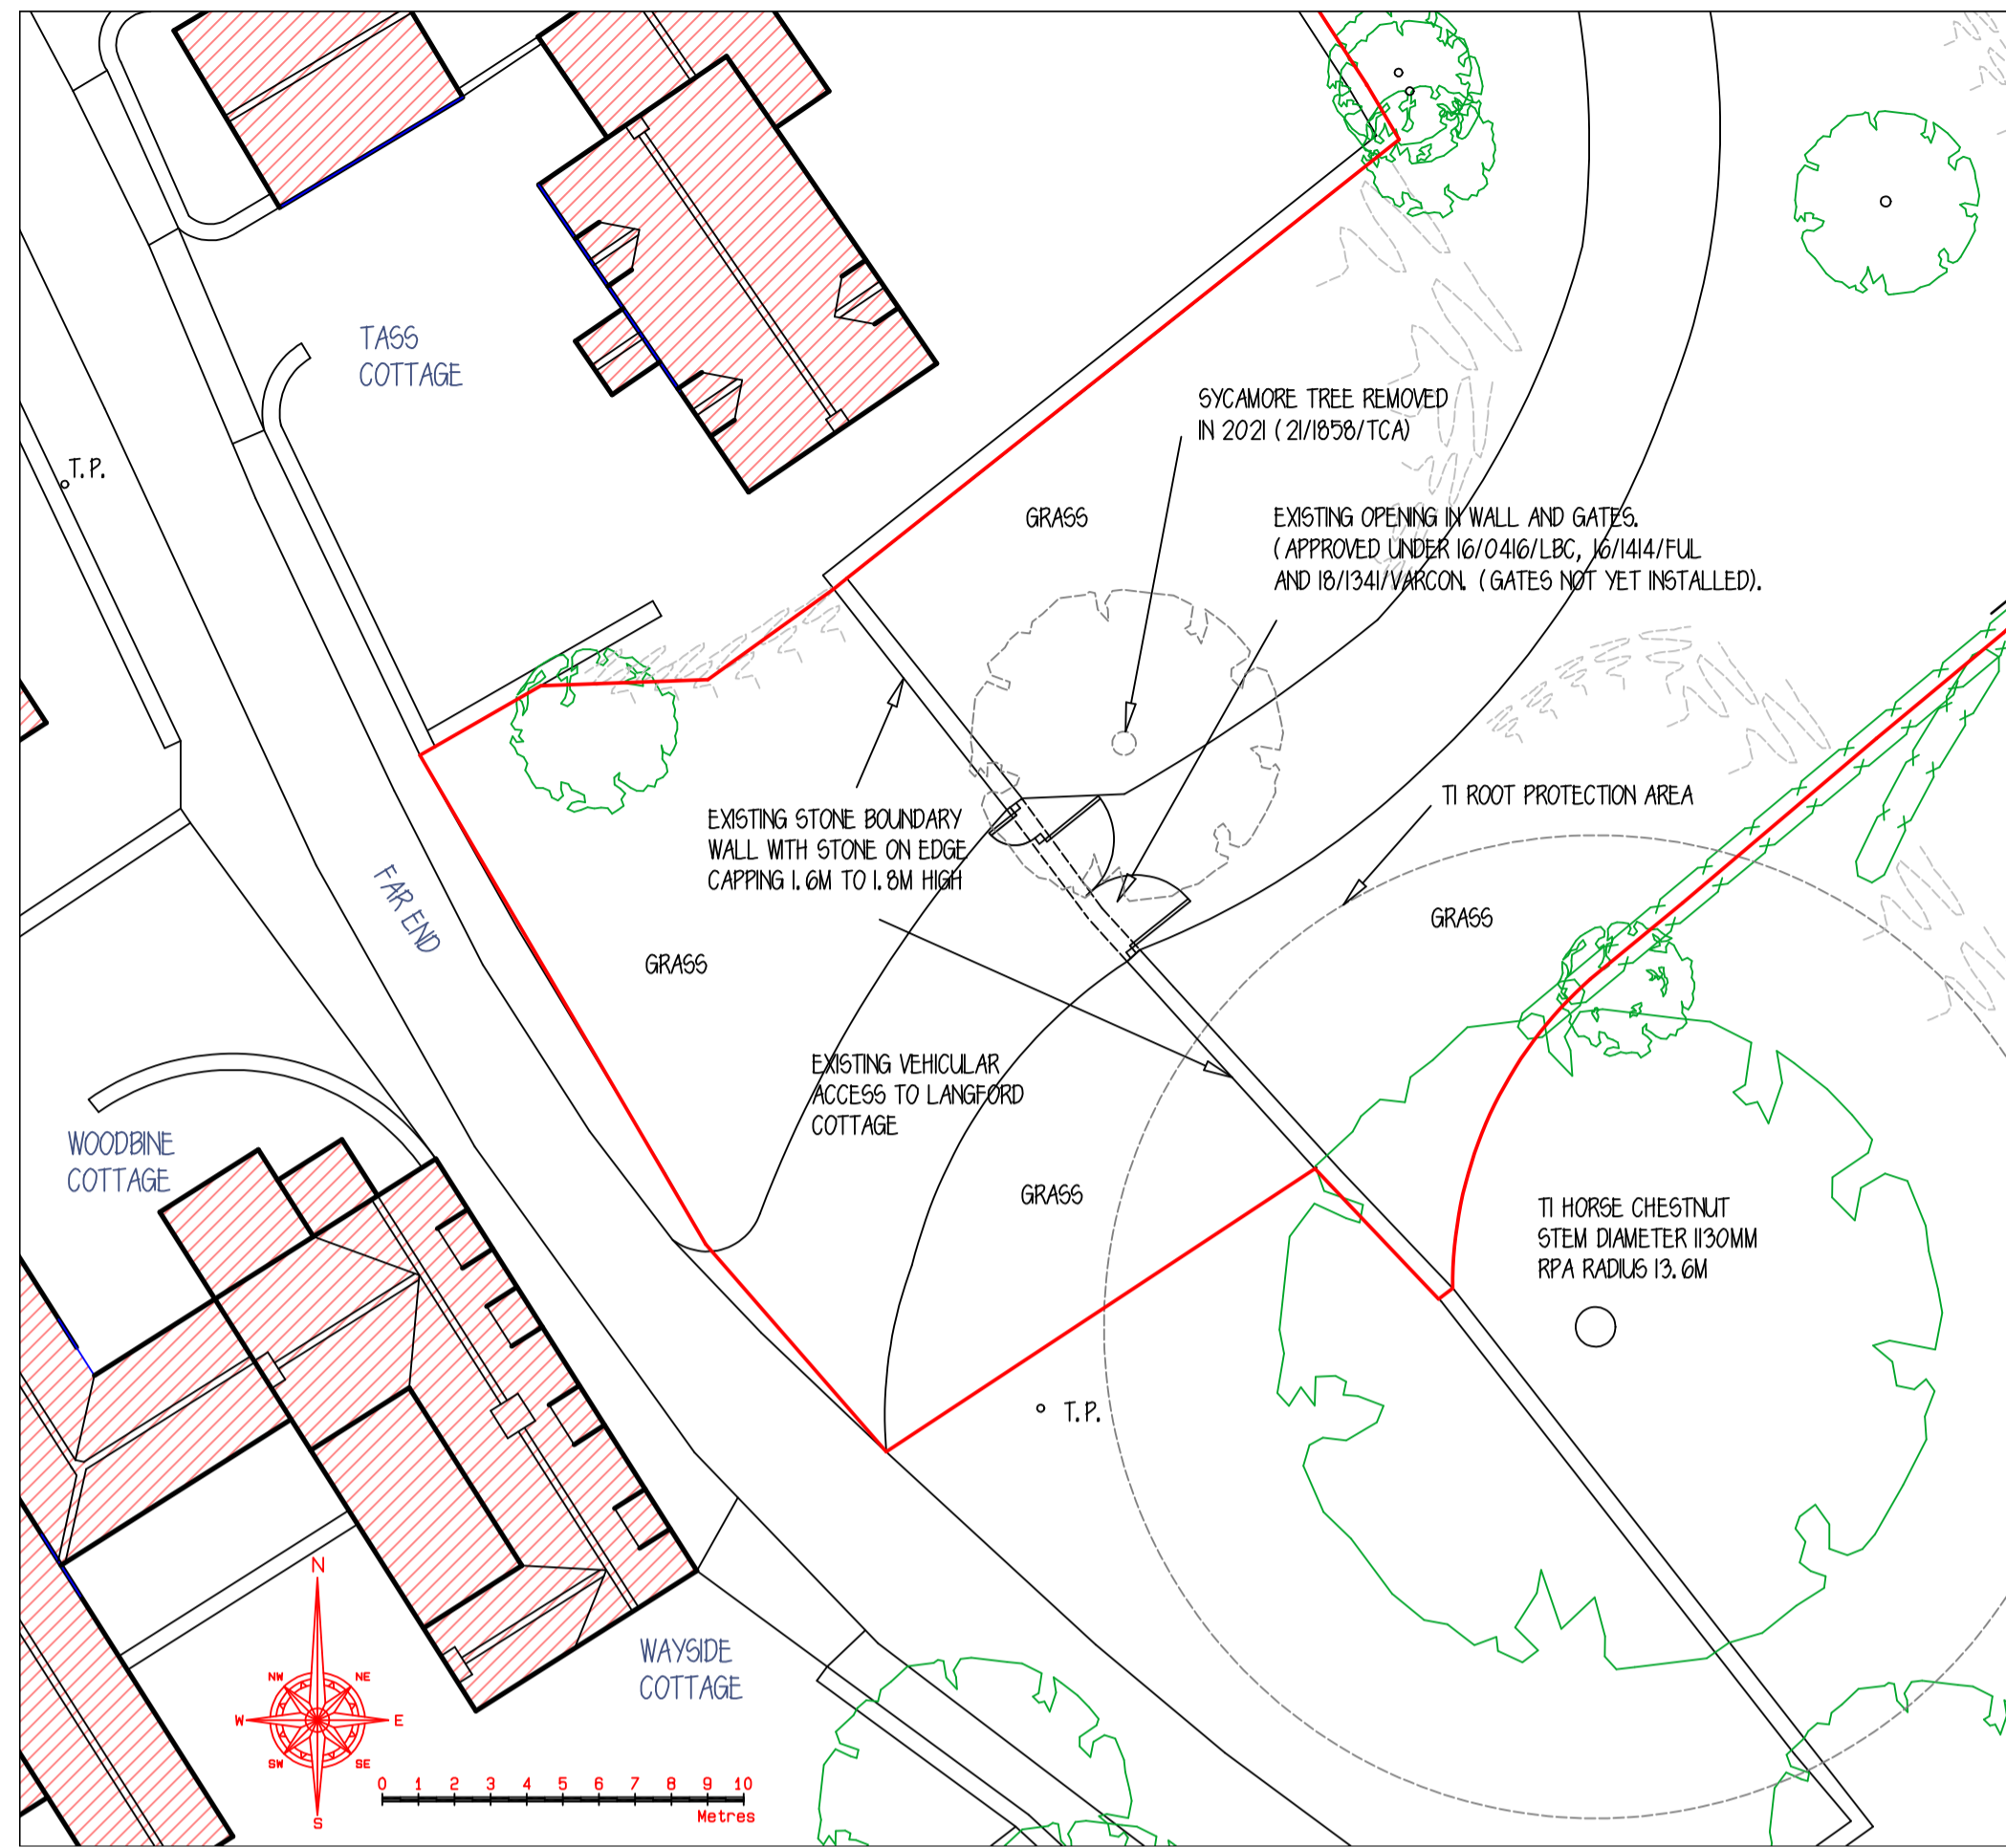 TASS
COTTAGE
T.P.
SYCAMORE TREE REMOVED
IN 2021 (21/1858/TCA)
GRASS
EXISTING OPENING IN WALL AND GATES.
(APPROVED UNDER 16/0416/LBC, 16/1414/FUL
AND 18/1341/VARCON. (GATES NOT YET INSTALLED).
T1 ROOT PROTECTION AREA
EXISTING STONE BOUNDARY
WALL WITH STONE ON EDGE
CAPPING 1.6M TO 1.8M HIGH
FAR END
GRASS
GRASS
EXISTING VEHICULAR
ACCESS TO LANGFORD
COTTAGE
WOODBINE
COTTAGE
GRASS
T1 HORSE CHESTNUT
STEM DIAMETER 1130MM
RPA RADIUS 13.6M
T.P.
WAYSIDE
COTTAGE
N
NW NE
W E
SW SE
S
0 1 2 3 4 5 6 7 8 9 10
Metres